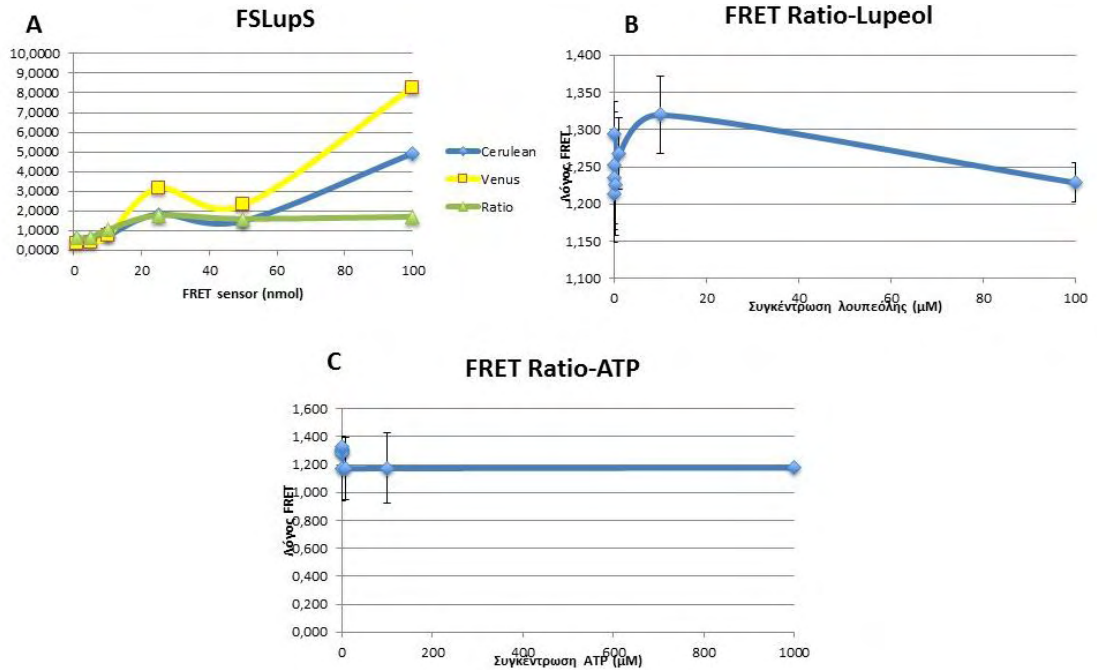 A
FSLupS
10,0000
9,0000
8,0000
7,0000
6,0000
5,0000
4,0000
3,0000
2,0000
1,0000
0,0000
0 20 40 60 80 100
FRET sensor (nmol)
Cerulean
Venus
Ratio
B
FRET Ratio-Lupeol
Λόγος FRET
1,400
1,350
1,300
1,250
1,200
1,150
1,100
0 20 40 60 80 100
Συγκέντρωση λουπεόλης (μM)
C
FRET Ratio-ATP
Λόγος FRET
1,600
1,400
1,200
1,000
0,800
0,600
0,400
0,200
0,000
0 200 400 600 800 1000
Συγκέντρωση ATP (μM)